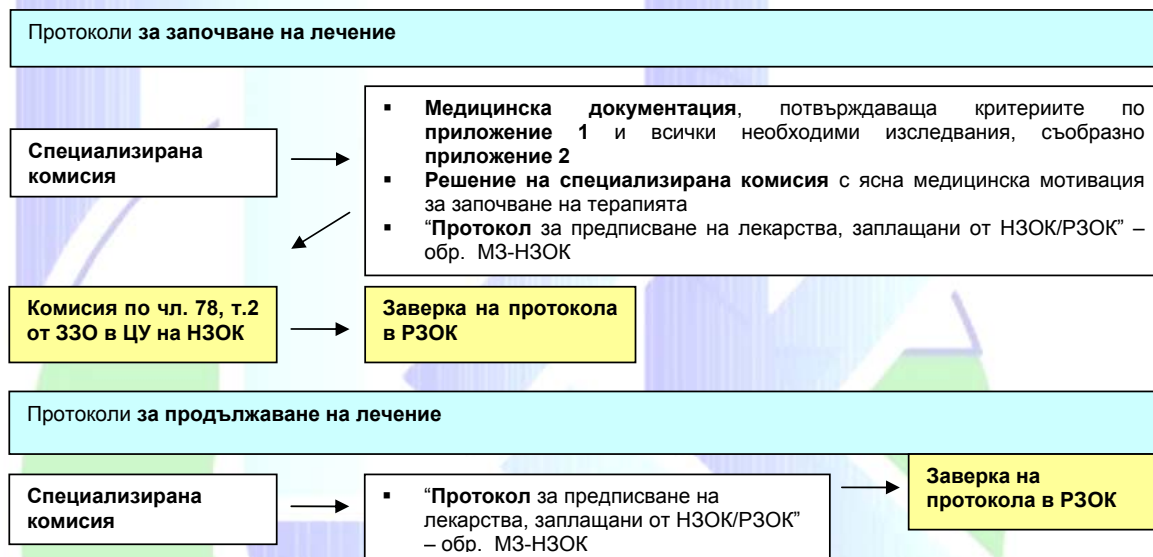 Протоколи за започване на лечение
Специализирана
комисия
▪ Медицинска документация, потвърждаваща критериите по
приложение 1 и всички необходими изследвания, съобразно
приложение 2
▪ Решение на специализирана комисия с ясна медицинска мотивация
за започване на терапията
▪ “Протокол за предписване на лекарства, заплащани от НЗОК/РЗОК” –
обр. МЗ-НЗОК
Комисия по чл. 78, т.2
от ЗЗО в ЦУ на НЗОК
Заверка на протокола
в РЗОК
Протоколи за продължаване на лечение
Специализирана
комисия
▪ “Протокол за предписване на
лекарства, заплащани от НЗОК/РЗОК”
– обр. МЗ-НЗОК
Заверка на
протокола в РЗОК